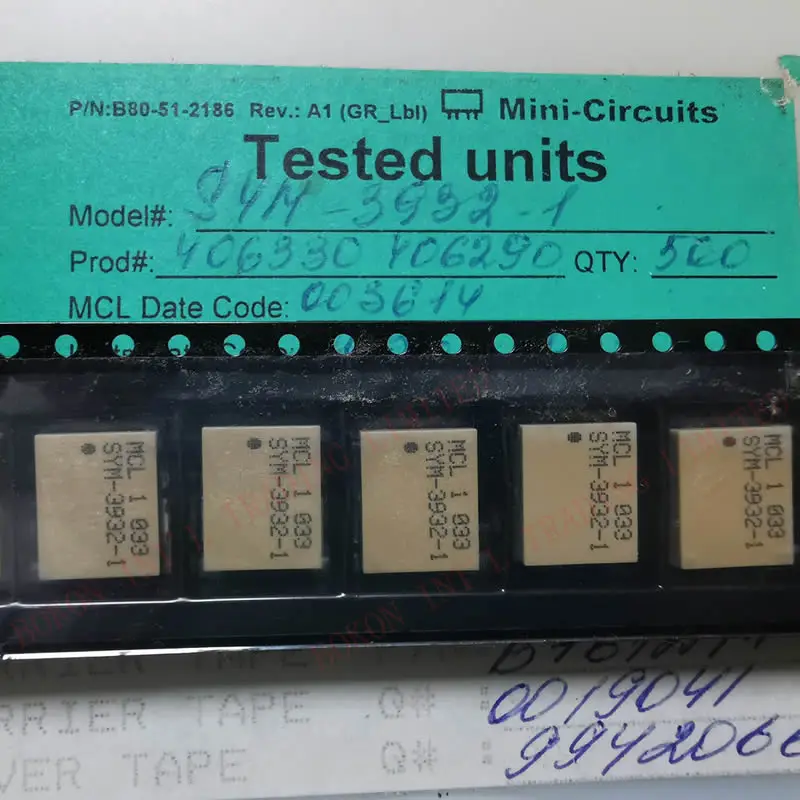 P/N:B80-51-2186 Rev.: A1 (GR_Lbl) Mini-Circuits
Tested units
Model#: SYM-3932-1
Prod#: 406330 406290 QTY: 500
MCL Date Code: 003614
MCL 1 033
SYM-3932-1
MCL 1 033
SYM-3932-1
MCL 1 033
SYM-3932-1
MCL 1 033
SYM-3932-1
MCL 1 033
SYM-3932-1
RRIER TAPE
RRIER TAPE Q# : 0019041
VER TAPE Q# : 9942066